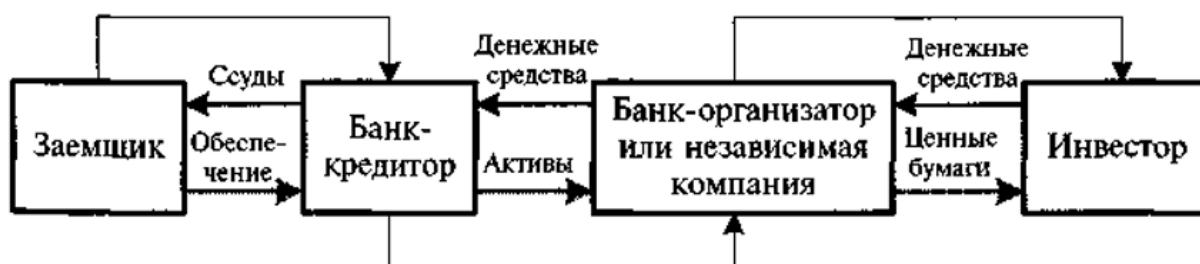 Ссуды
Денежные
средства
Денежные
средства
Заемщик
Обеспе-
чение
Банк-
кредитор
Активы
Банк-организатор
или независимая
компания
Ценные
бумаги
Инвестор